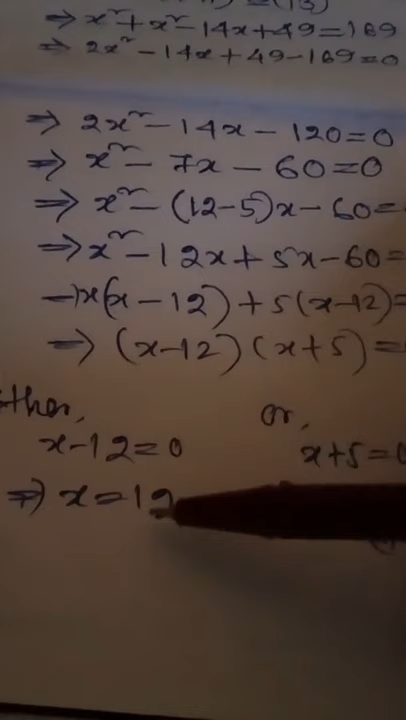 ⇒ x² + x² - 14x + 49 = 169
⇒ 2x² - 14x + 49 - 169 = 0
⇒ 2x² - 14x - 120 = 0
⇒ x² - 7x - 60 = 0
⇒ x² - (12-5)x - 60 =
⇒ x² - 12x + 5x - 60 =
→ x(x - 12) + 5(x-12) =
⇒ (x-12) (x+5) =
or,
x-12 = 0 x+5 =
⇒ x = 12